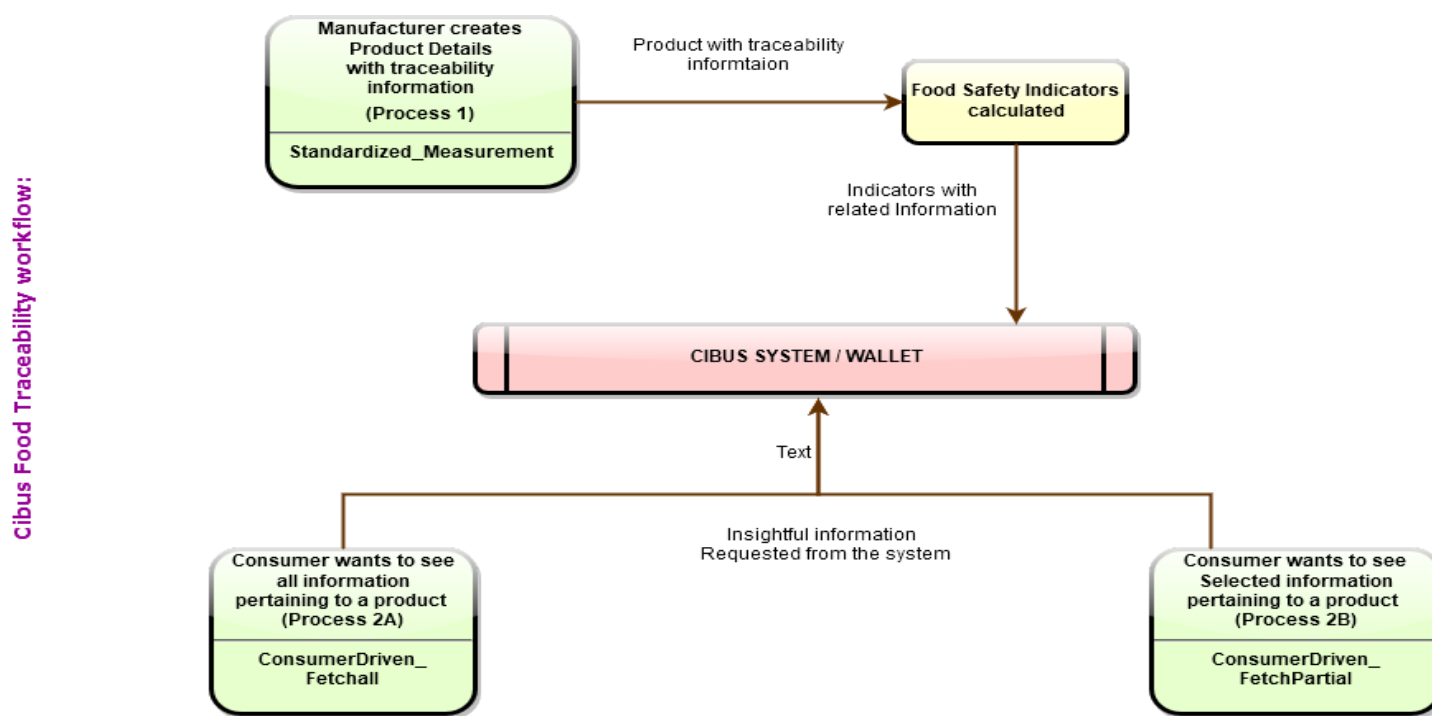 Cibus Food Traceability workflow:
Manufacturer creates
Product Details
with traceability
information
(Process 1)
Standardized_Measurement
Product with traceability
informtaion
Food Safety Indicators
calculated
Indicators with
related Information
CIBUS SYSTEM / WALLET
Text
Insightful information
Requested from the system
Consumer wants to see
all information
pertaining to a product
(Process 2A)
ConsumerDriven_
Fetchall
Consumer wants to see
Selected information
pertaining to a product
(Process 2B)
ConsumerDriven_
FetchPartial